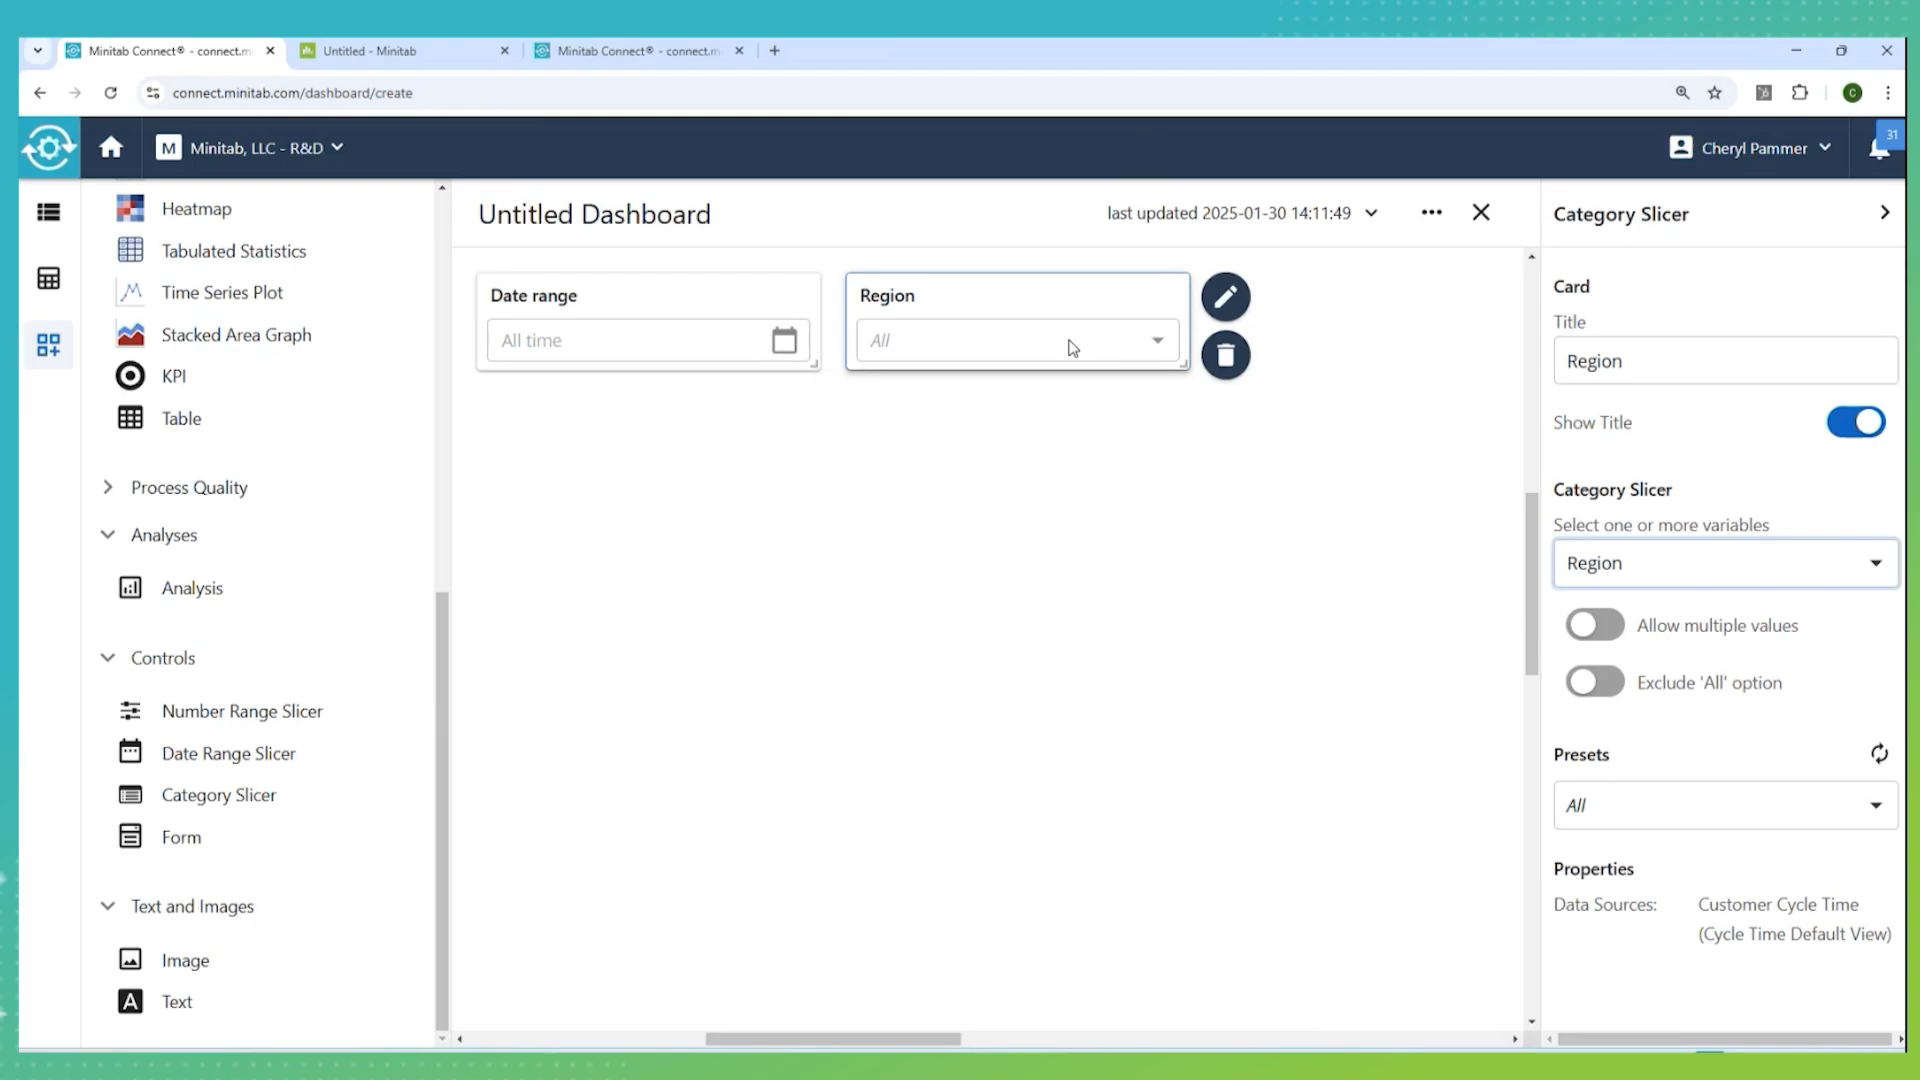 Minitab Connect® - connect.m
Untitled - Minitab
Minitab Connect® - connect.m
connect.minitab.com/dashboard/create
C
M
Minitab, LLC - R&D
Cheryl Pammer
31
Heatmap
Tabulated Statistics
Time Series Plot
Stacked Area Graph
KPI
Table
Process Quality
Analyses
Analysis
Controls
Number Range Slicer
Date Range Slicer
Category Slicer
Form
Text and Images
Image
A
Text
Untitled Dashboard
last updated 2025-01-30 14:11:49
Date range
All time
Region
All
Category Slicer
Card
Title
Region
Show Title
Category Slicer
Select one or more variables
Region
Allow multiple values
Exclude 'All' option
Presets
All
Properties
Data Sources: Customer Cycle Time
(Cycle Time Default View)